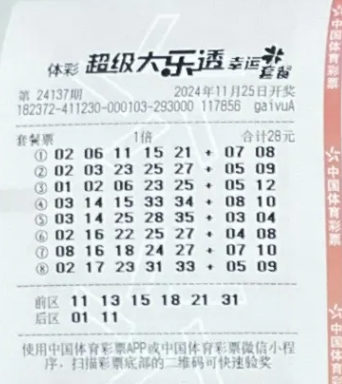 体彩 超级大乐透 幸运 套餐
第 24137期 2024年11月25日开奖
182372-411230-000103-293000 117856 gaivuA
套餐票 1倍 合计28元
① 02 06 11 15 21 + 07 08
② 02 03 23 25 27 + 05 09
③ 01 02 06 23 25 + 05 12
④ 03 14 15 33 34 + 08 10
⑤ 03 14 25 28 35 + 03 04
⑥ 02 16 22 25 27 + 04 08
⑦ 08 16 18 24 27 + 07 10
⑧ 02 17 23 31 33 + 05 09
前区 11 13 15 18 21 31
后区 01 11
使用中国体育彩票APP或中国体育彩票微信小程
序，扫描彩票底部的二维码可快速验奖
中国体育彩票
中国体育彩票
中国体育